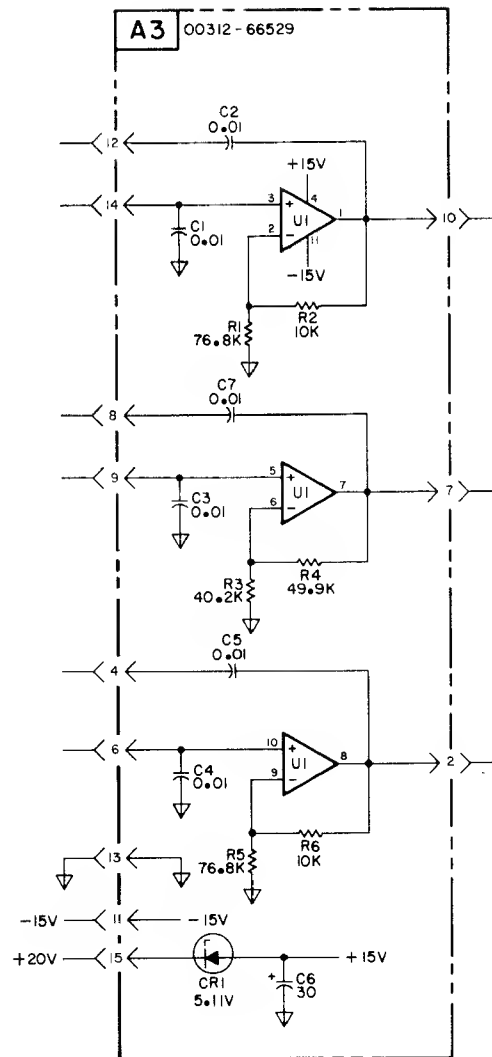 A3 00312-66529
C2
0.01
12
+15V
14
3
4
+
U1
1
10
C1
0.01
2
−
11
-15V
R2
10K
R1
76.8K
C7
0.01
8
9
5
+
U1
7
7
C3
0.01
6
−
R4
49.9K
R3
40.2K
C5
0.01
4
6
10
+
U1
8
2
C4
0.01
9
−
R6
10K
R5
76.8K
13
-15V
11
-15V
+20V
15
+15V
CR1
5.11V
+
C6
30